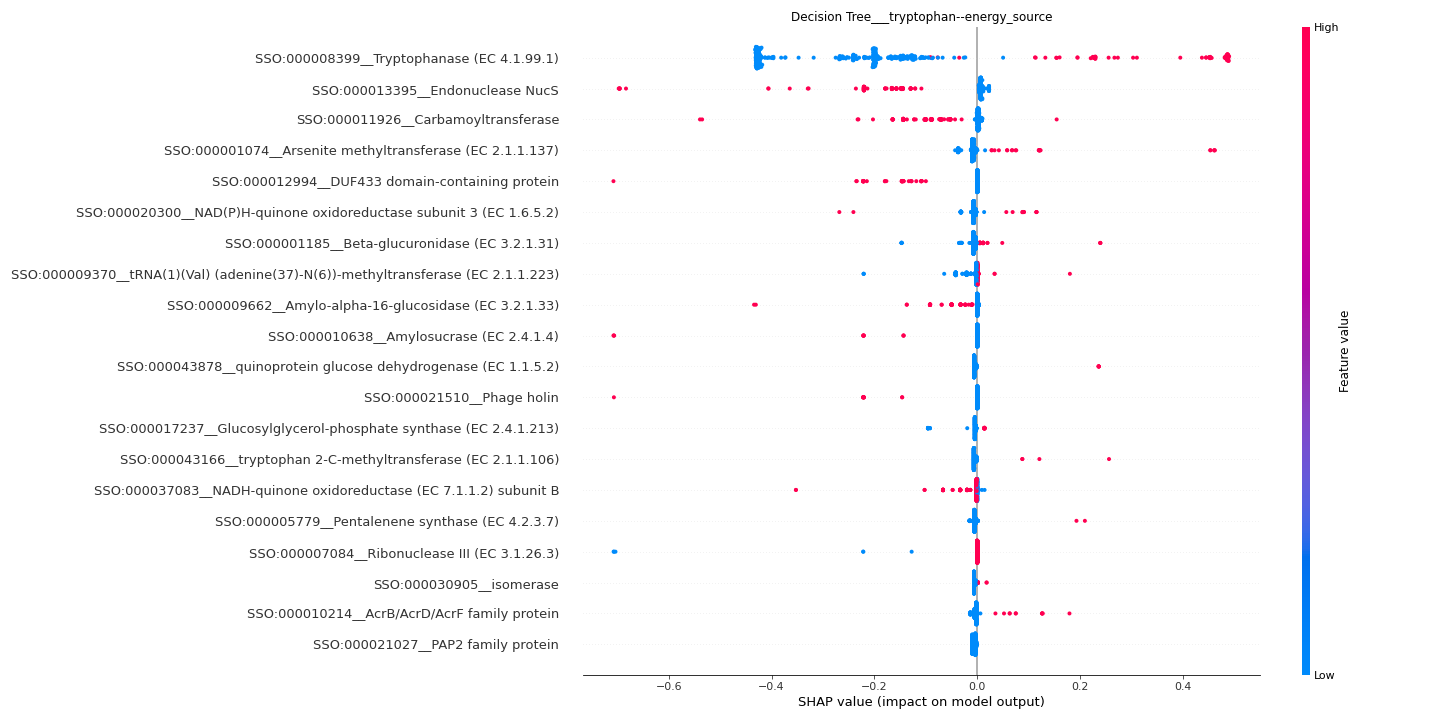 Decision Tree___tryptophan--energy_source
High
SSO:000008399__Tryptophanase (EC 4.1.99.1)
SSO:000013395__Endonuclease NucS
SSO:000011926__Carbamoyltransferase
SSO:000001074__Arsenite methyltransferase (EC 2.1.1.137)
SSO:000012994__DUF433 domain-containing protein
SSO:000020300__NAD(P)H-quinone oxidoreductase subunit 3 (EC 1.6.5.2)
SSO:000001185__Beta-glucuronidase (EC 3.2.1.31)
SSO:000009370__tRNA(1)(Val) (adenine(37)-N(6))-methyltransferase (EC 2.1.1.223)
SSO:000009662__Amylo-alpha-16-glucosidase (EC 3.2.1.33)
SSO:000010638__Amylosucrase (EC 2.4.1.4)
SSO:000043878__quinoprotein glucose dehydrogenase (EC 1.1.5.2)
SSO:000021510__Phage holin
SSO:000017237__Glucosylglycerol-phosphate synthase (EC 2.4.1.213)
SSO:000043166__tryptophan 2-C-methyltransferase (EC 2.1.1.106)
SSO:000037083__NADH-quinone oxidoreductase (EC 7.1.1.2) subunit B
SSO:000005779__Pentalenene synthase (EC 4.2.3.7)
SSO:000007084__Ribonuclease III (EC 3.1.26.3)
SSO:000030905__isomerase
SSO:000010214__AcrB/AcrD/AcrF family protein
SSO:000021027__PAP2 family protein
Feature value
Low
−0.6 −0.4 −0.2 0.0 0.2 0.4
SHAP value (impact on model output)